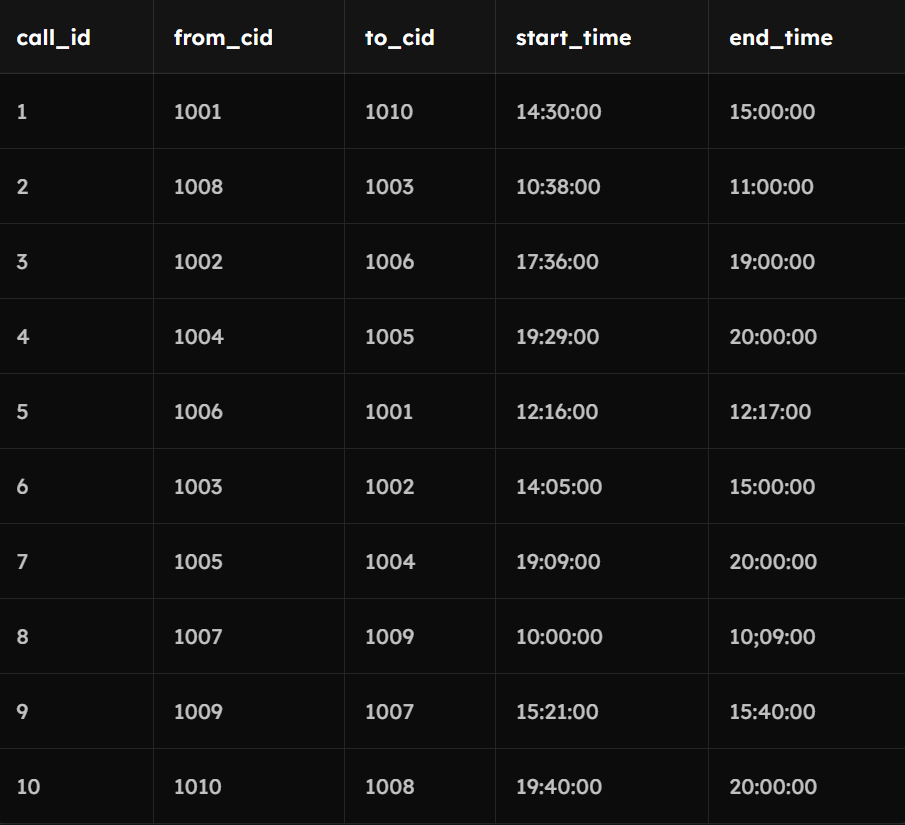 call_id from_cid to_cid start_time end_time
1 1001 1010 14:30:00 15:00:00
2 1008 1003 10:38:00 11:00:00
3 1002 1006 17:36:00 19:00:00
4 1004 1005 19:29:00 20:00:00
5 1006 1001 12:16:00 12:17:00
6 1003 1002 14:05:00 15:00:00
7 1005 1004 19:09:00 20:00:00
8 1007 1009 10:00:00 10;09:00
9 1009 1007 15:21:00 15:40:00
10 1010 1008 19:40:00 20:00:00